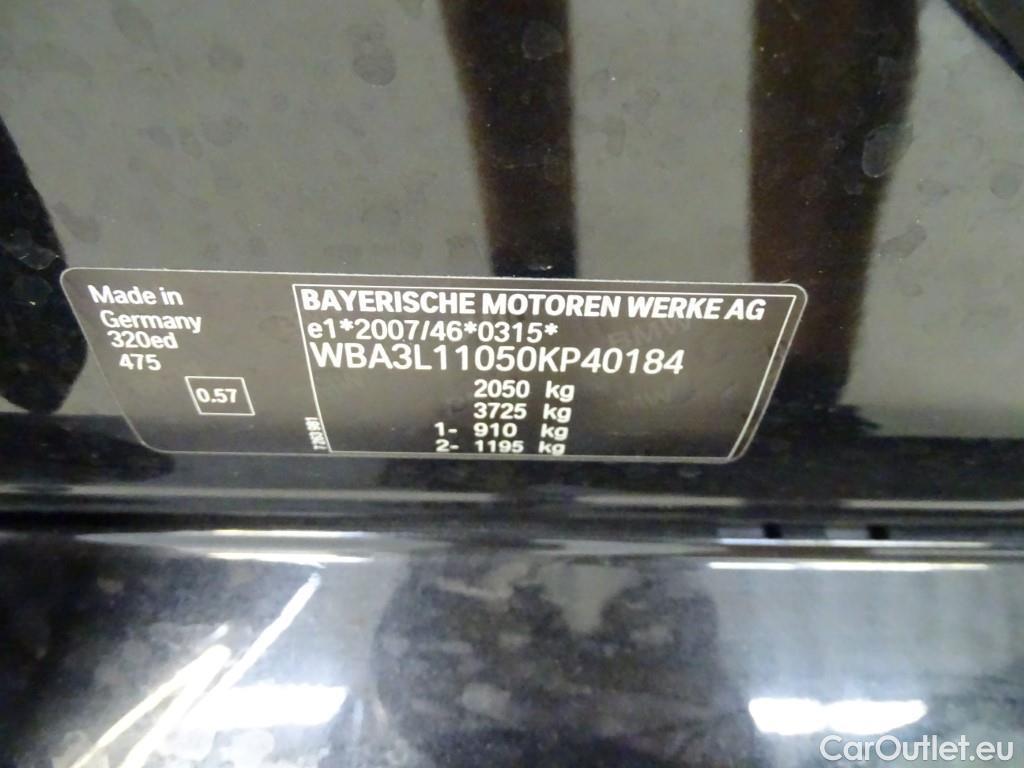 Made in
Germany
320ed
475
0.57
BAYERISCHE MOTOREN WERKE AG
e1*2007/46*0315*
WBA3L11050KP40184
2050 kg
3725 kg
1- 910 kg
2- 1195 kg
BMW
CarOutlet.eu